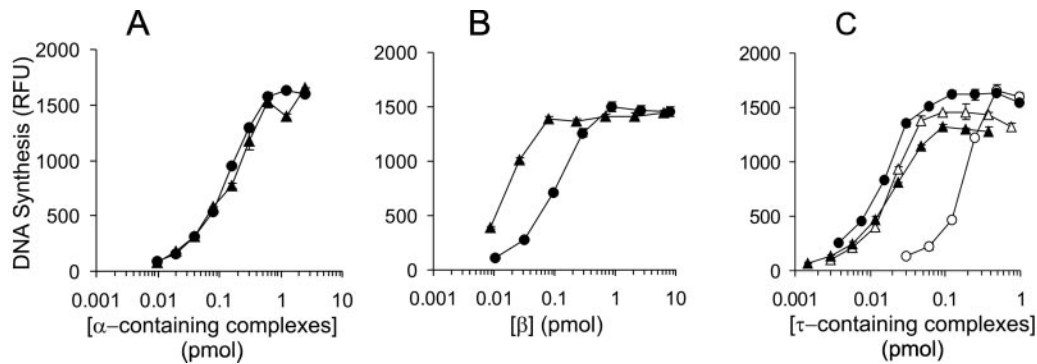 A B C
DNA Synthesis (RFU)
2000 2000 2000
1500 1500 1500
1000 1000 1000
500 500 500
0 0 0
0.001 0.01 0.1 1 10 0.001 0.01 0.1 1 10 0.001 0.01 0.1 1
[α−containing complexes] [β] (pmol) [τ−containing complexes]
(pmol) (pmol)